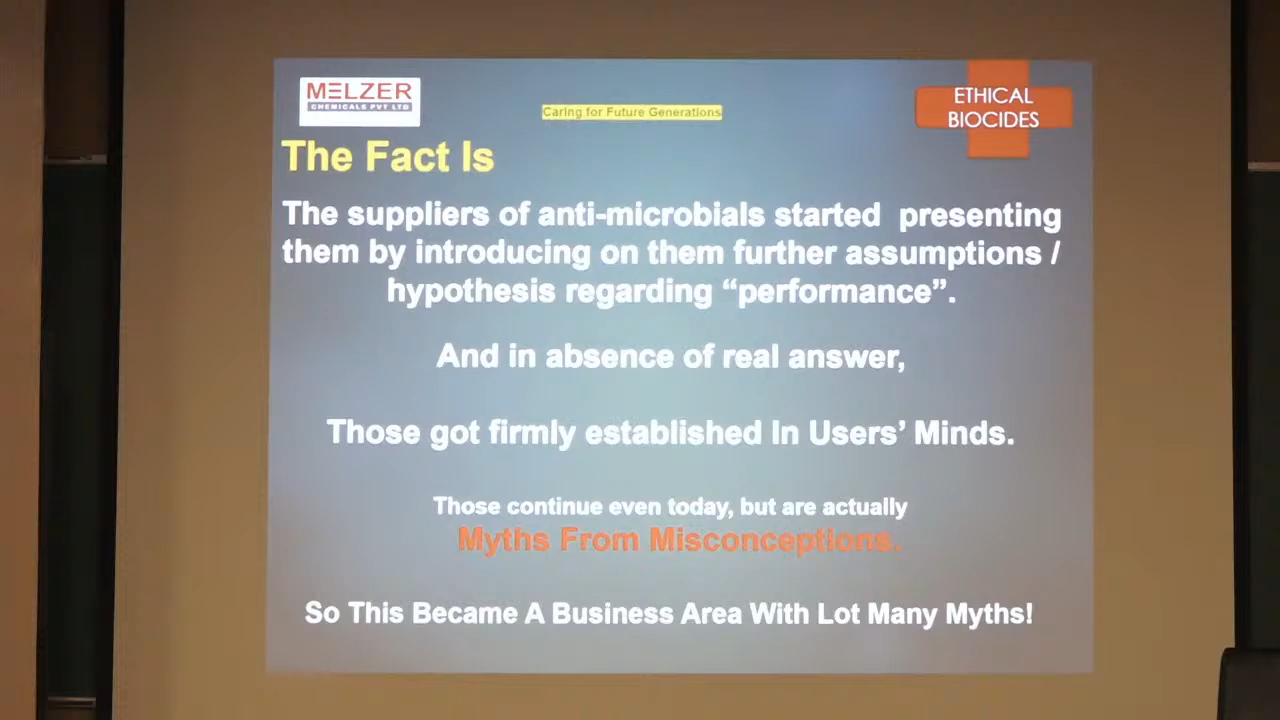 MELZER
CHEMICALS PVT LTD
Caring for Future Generations
ETHICAL
BIOCIDES
The Fact Is
The suppliers of anti-microbials started presenting
them by introducing on them further assumptions /
hypothesis regarding “performance”.
And in absence of real answer,
Those got firmly established In Users’ Minds.
Those continue even today, but are actually
Myths From Misconceptions.
So This Became A Business Area With Lot Many Myths!